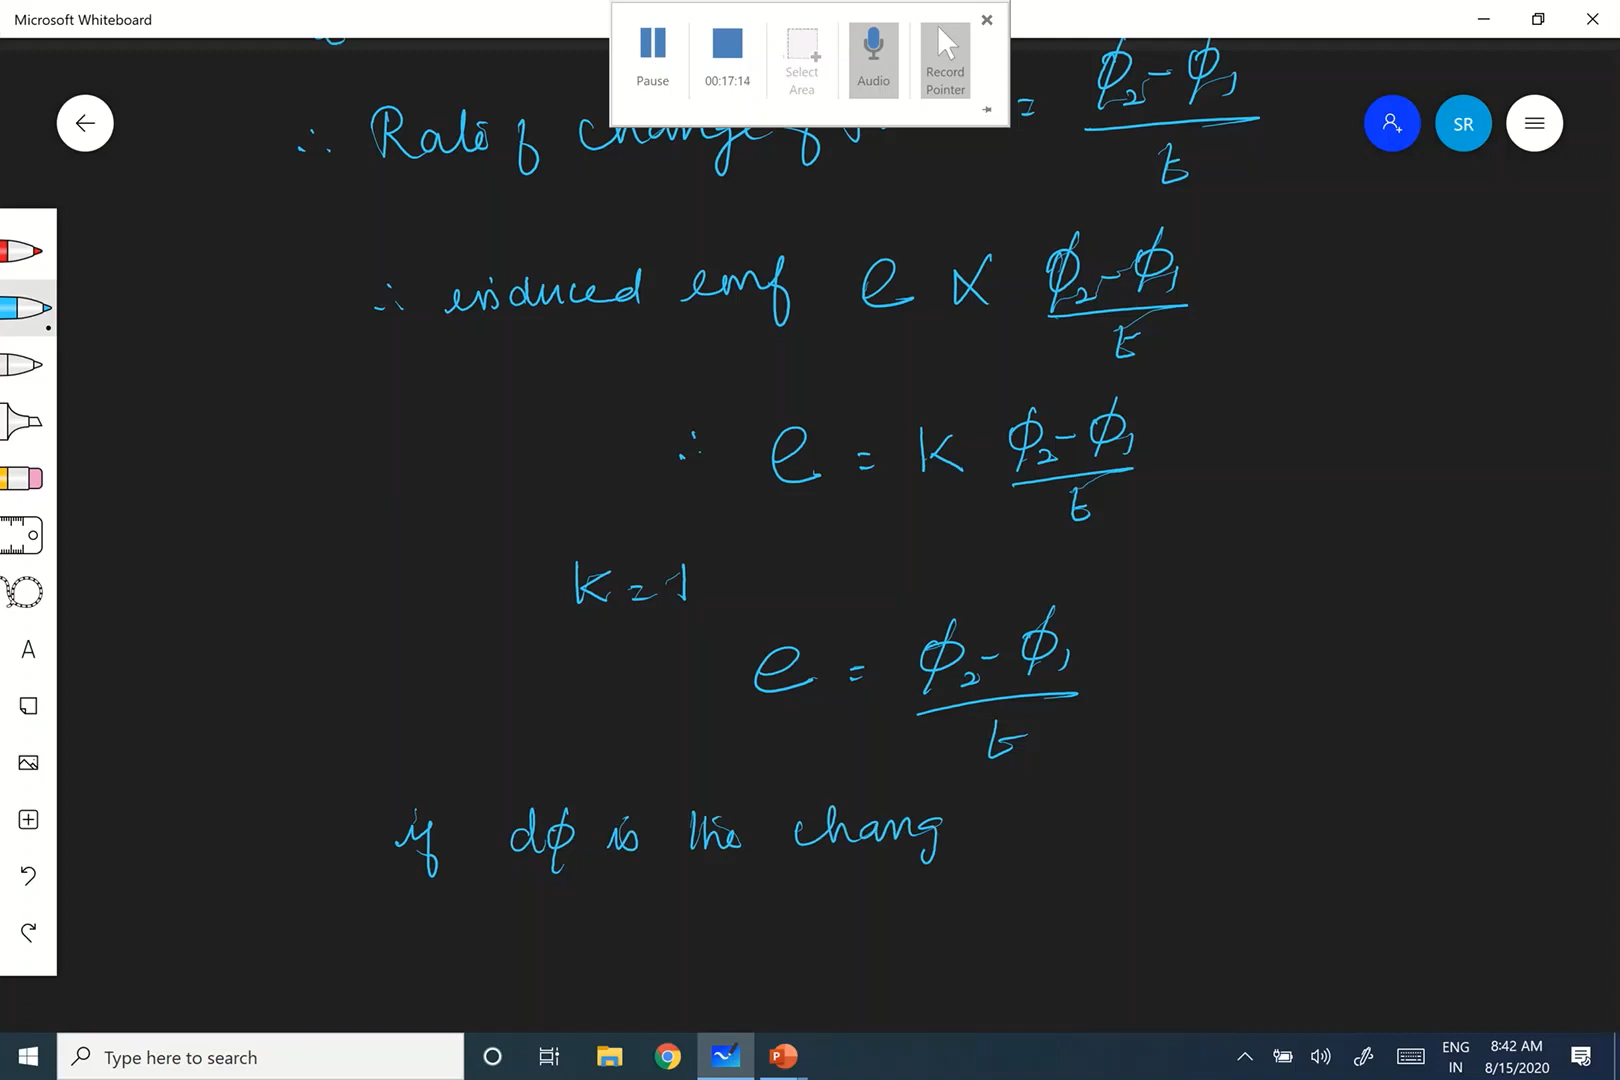 Microsoft Whiteboard
Pause
00:17:14
Select Area
Audio
Record Pointer
SR
∴ Rate of change of = ϕ₂ - ϕ₁ / t
∴ induced emf e ∝ ϕ₂ - ϕ₁ / t
∴ e = K ϕ₂ - ϕ₁ / t
K = 1
e = ϕ₂ - ϕ₁ / t
if dϕ is the chang
A
Type here to search
ENG IN
8:42 AM
8/15/2020